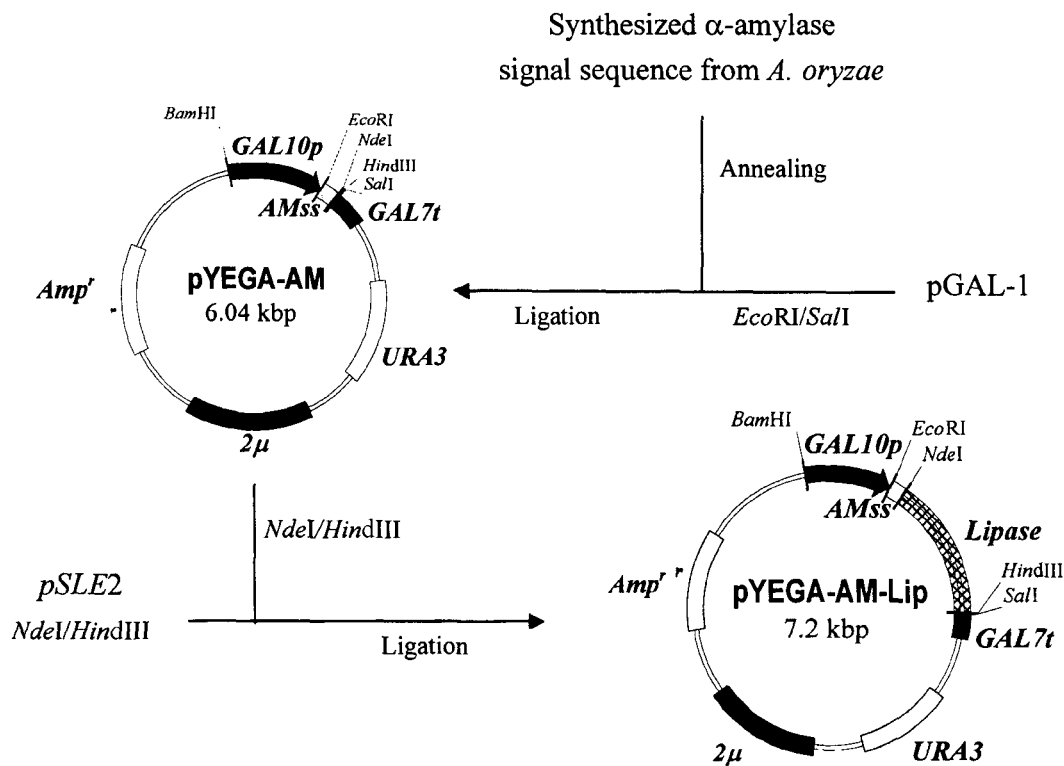 Synthesized α-amylase
signal sequence from A. oryzae
Annealing
pGAL-1
EcoRI/SalI
Ligation
BamHI
GAL10p
EcoRI
NdeI
HindIII
SalI
AMss
GAL7t
Ampʳ
pYEGA-AM
6.04 kbp
URA3
2μ
NdeI/HindIII
pSLE2
NdeI/HindIII
Ligation
BamHI
GAL10p
EcoRI
NdeI
AMss
Lipase
HindIII
SalI
GAL7t
Ampʳ ʳ
pYEGA-AM-Lip
7.2 kbp
2μ
URA3